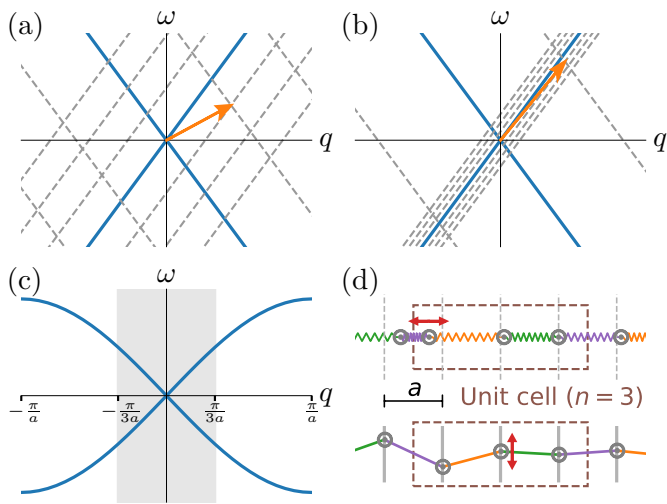 (a)
ω
q
(b)
ω
q
(c)
ω
q
−π/a
−π/3a
π/3a
π/a
(d)
a
Unit cell (n = 3)